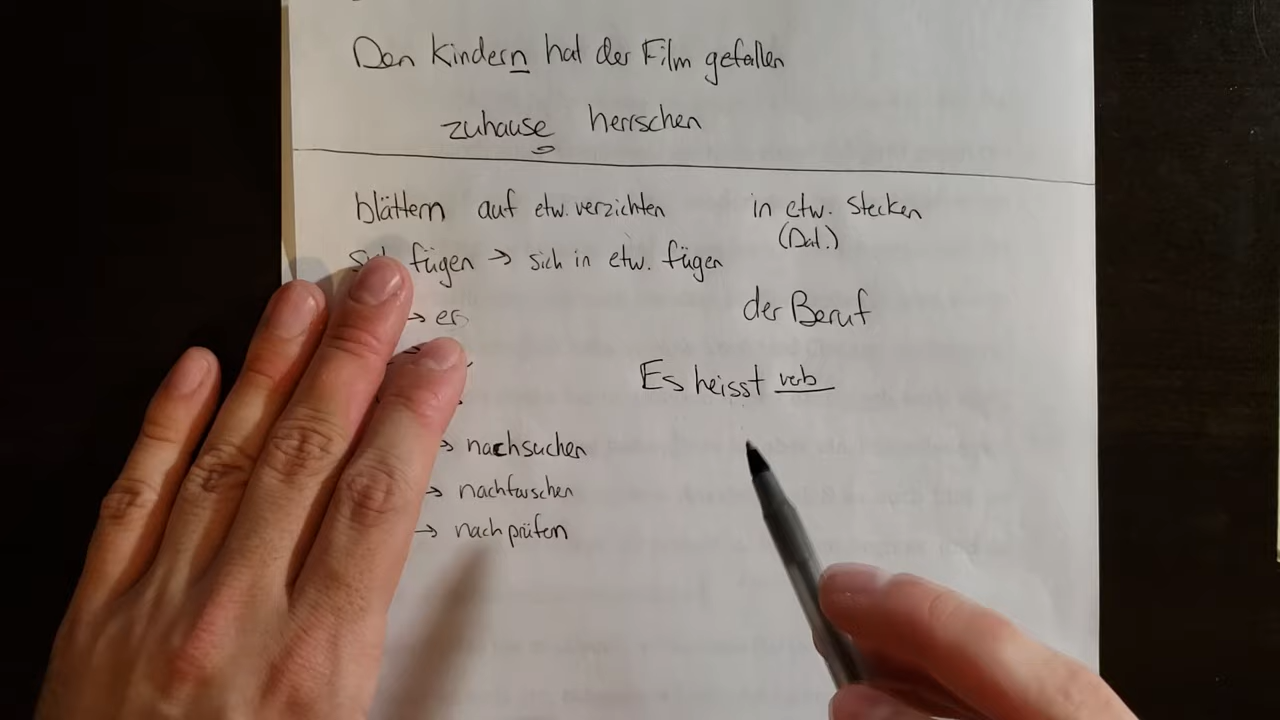 Den Kindern hat der Film gefallen
zuhause herrschen
blättern auf etw. verzichten in etw. stecken
(Dat.)
fügen → sich in etw. fügen
der Beruf
→ er
Es heisst verb
→ nachsuchen
→ nachforschen
→ nachprüfen